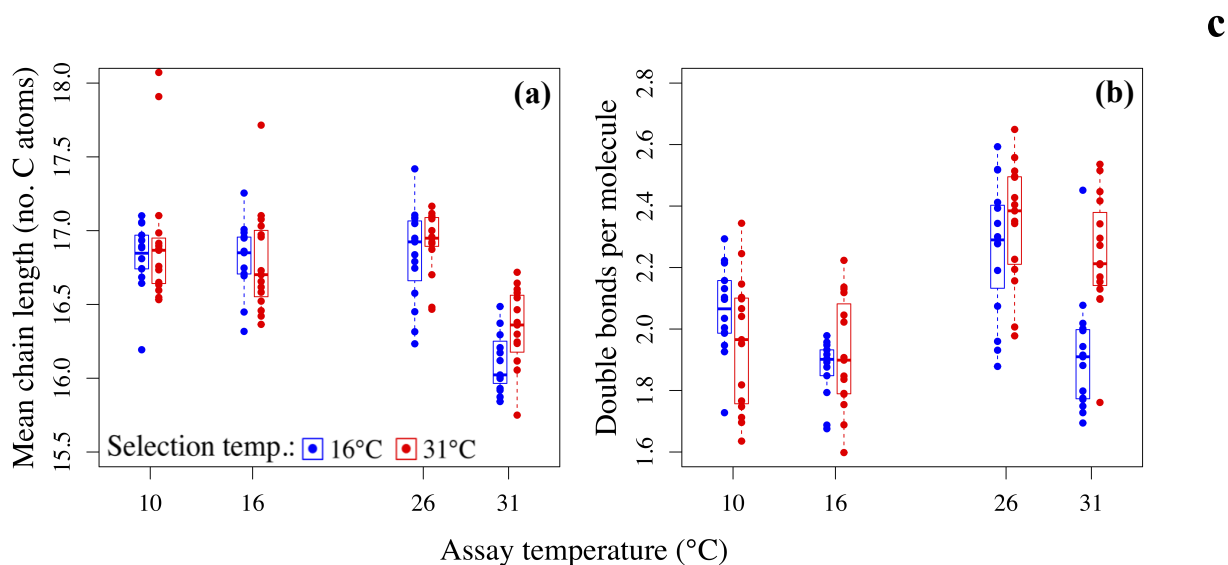 c
(a)
Mean chain length (no. C atoms)
18.0
17.5
17.0
16.5
16.0
15.5
Selection temp.: 16°C 31°C
10 16 26 31
(b)
Double bonds per molecule
2.8
2.6
2.4
2.2
2.0
1.8
1.6
10 16 26 31
Assay temperature (°C)